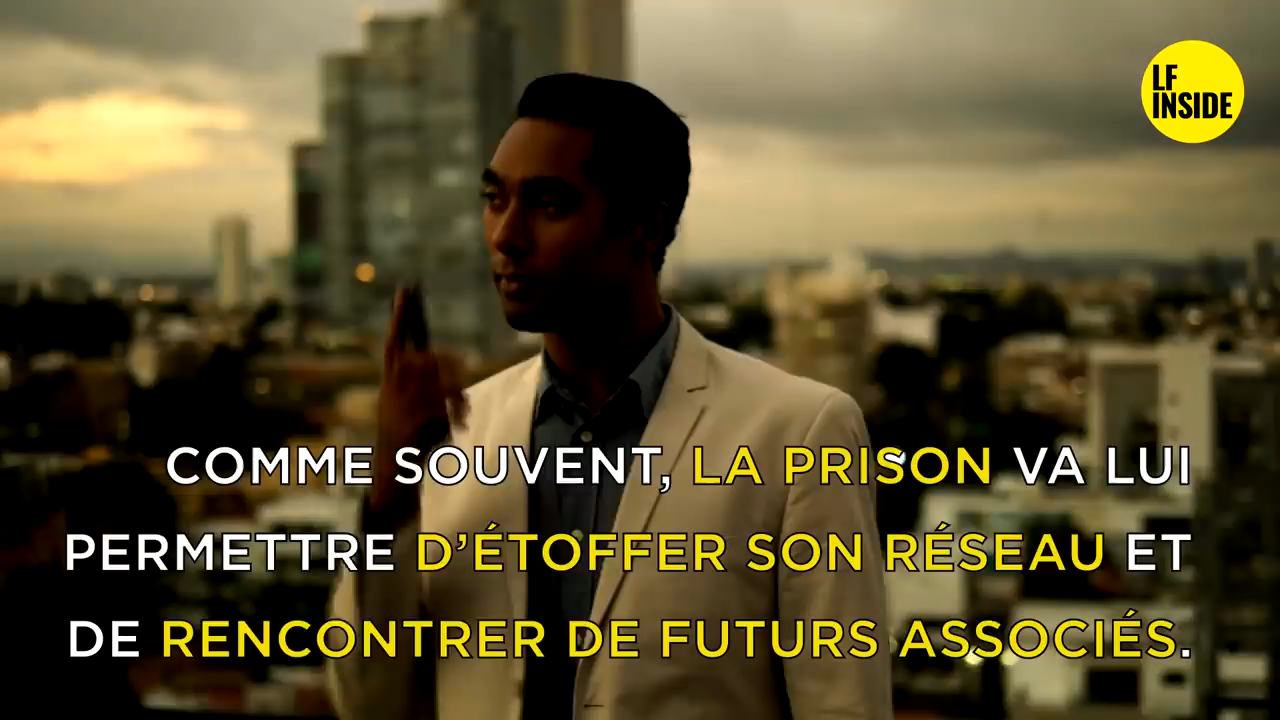 LF
INSIDE
COMME SOUVENT, LA PRISON VA LUI
PERMETTRE D’ÉTOFFER SON RÉSEAU ET
DE RENCONTRER DE FUTURS ASSOCIÉS.